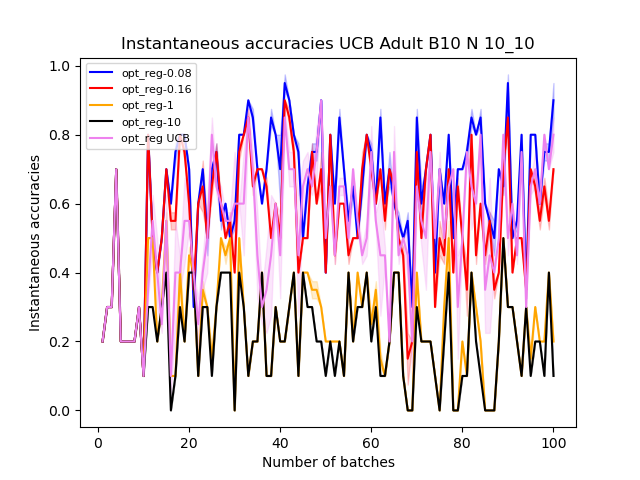 Instantaneous accuracies UCB Adult B10 N 10_10
opt_reg-0.08
opt_reg-0.16
opt_reg-1
opt_reg-10
opt_reg UCB
Instantaneous accuracies
1.0
0.8
0.6
0.4
0.2
0.0
0
20
40
60
80
100
Number of batches